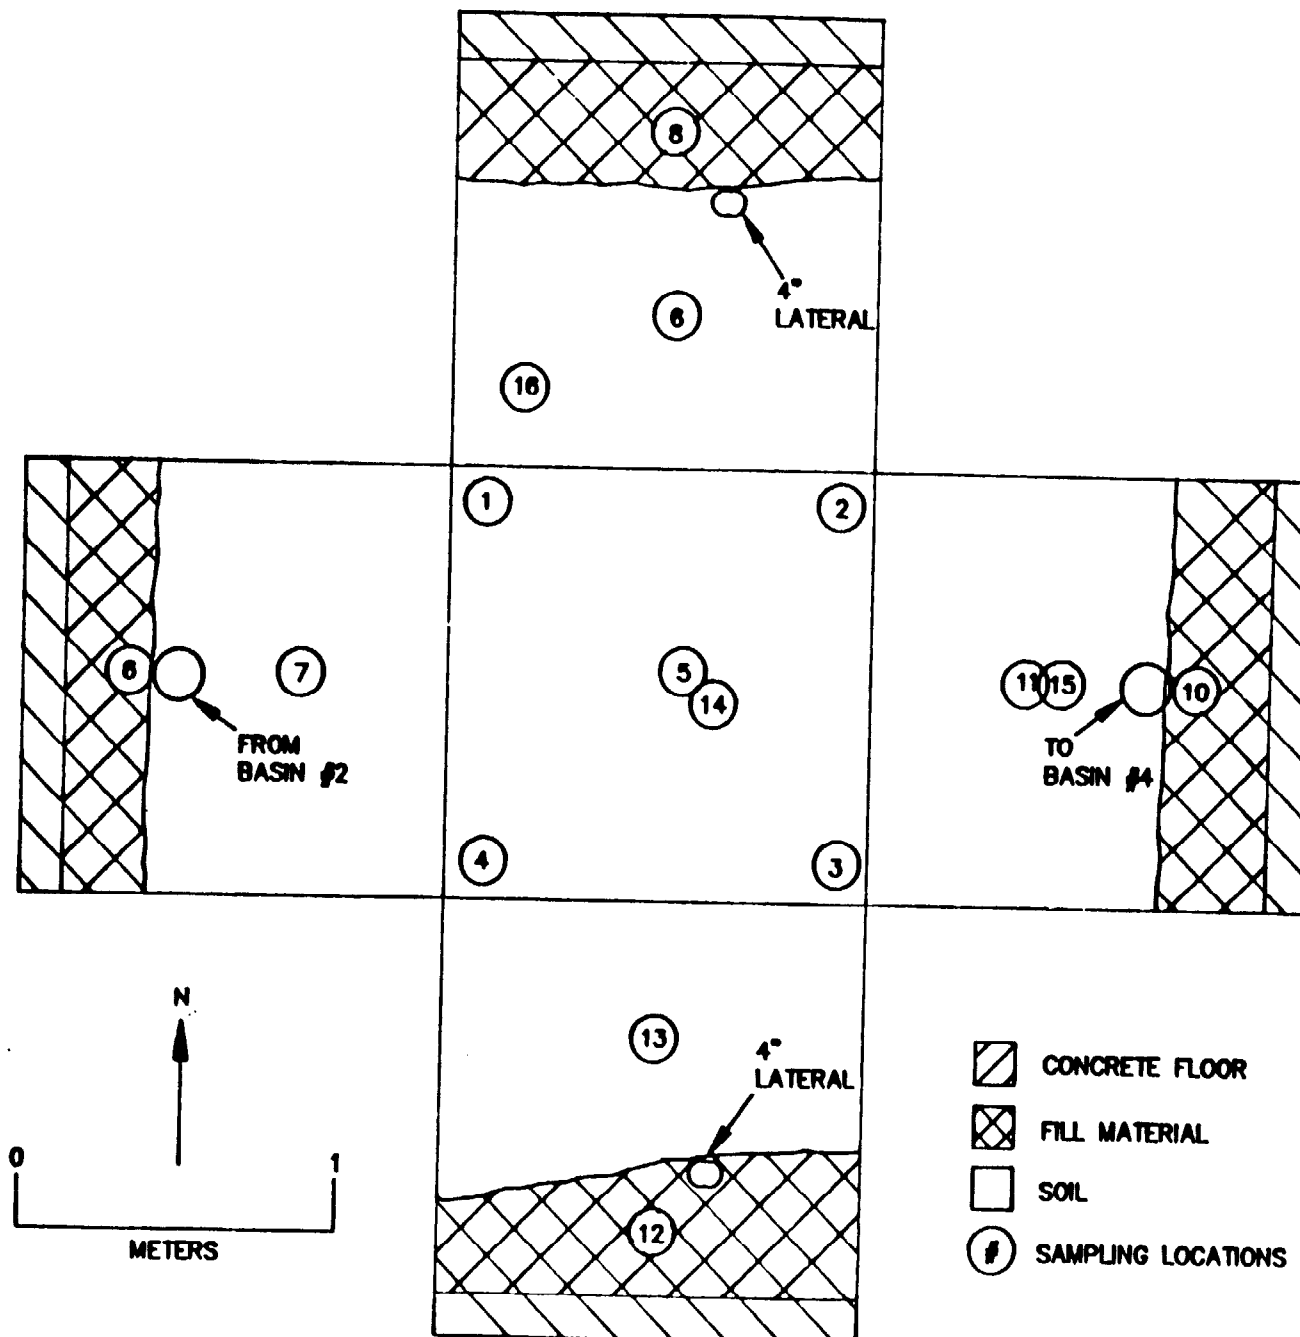 8
4"
LATERAL
6
16
1
2
6
7
5
14
11
15
10
FROM
BASIN #2
TO
BASIN #4
4
3
N
13
4"
LATERAL
12
0
1
METERS
CONCRETE FLOOR
FILL MATERIAL
SOIL
# SAMPLING LOCATIONS